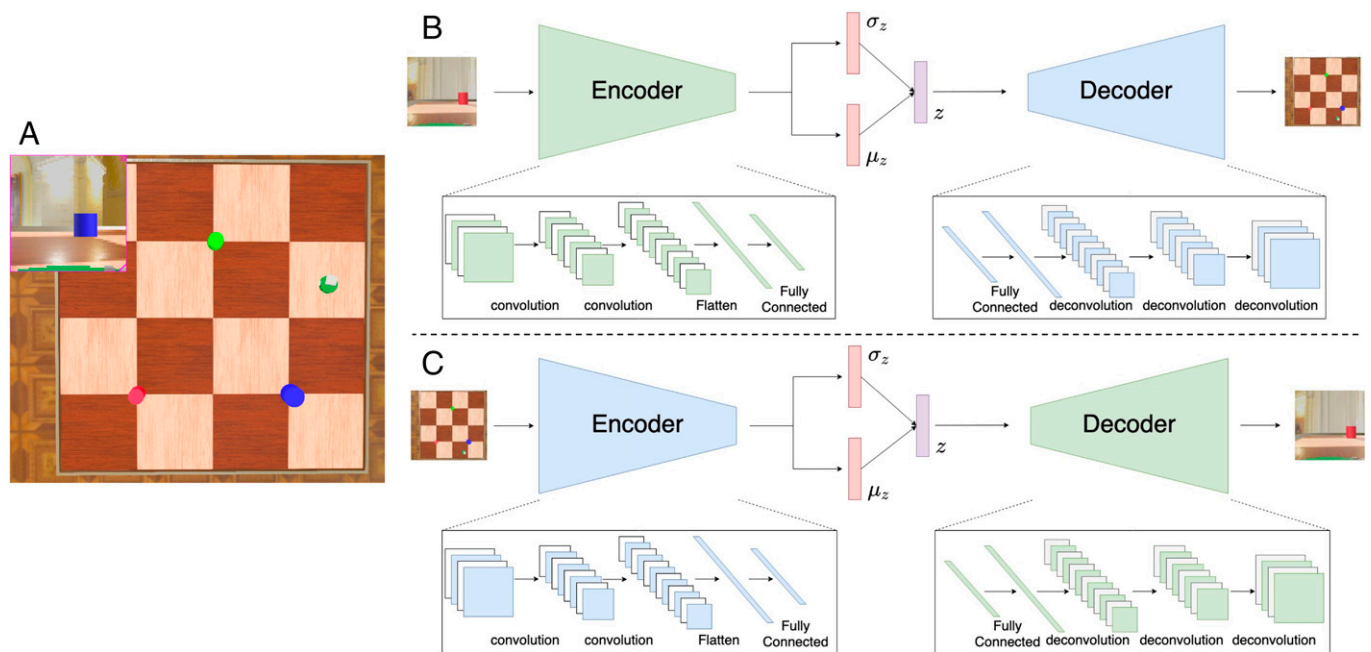 A
B
Encoder
σz
μz
z
Decoder
convolution
convolution
Flatten
Fully
Connected
Fully
Connected
deconvolution
deconvolution
deconvolution
C
Encoder
σz
μz
z
Decoder
convolution
convolution
Flatten
Fully
Connected
Fully
Connected
deconvolution
deconvolution
deconvolution